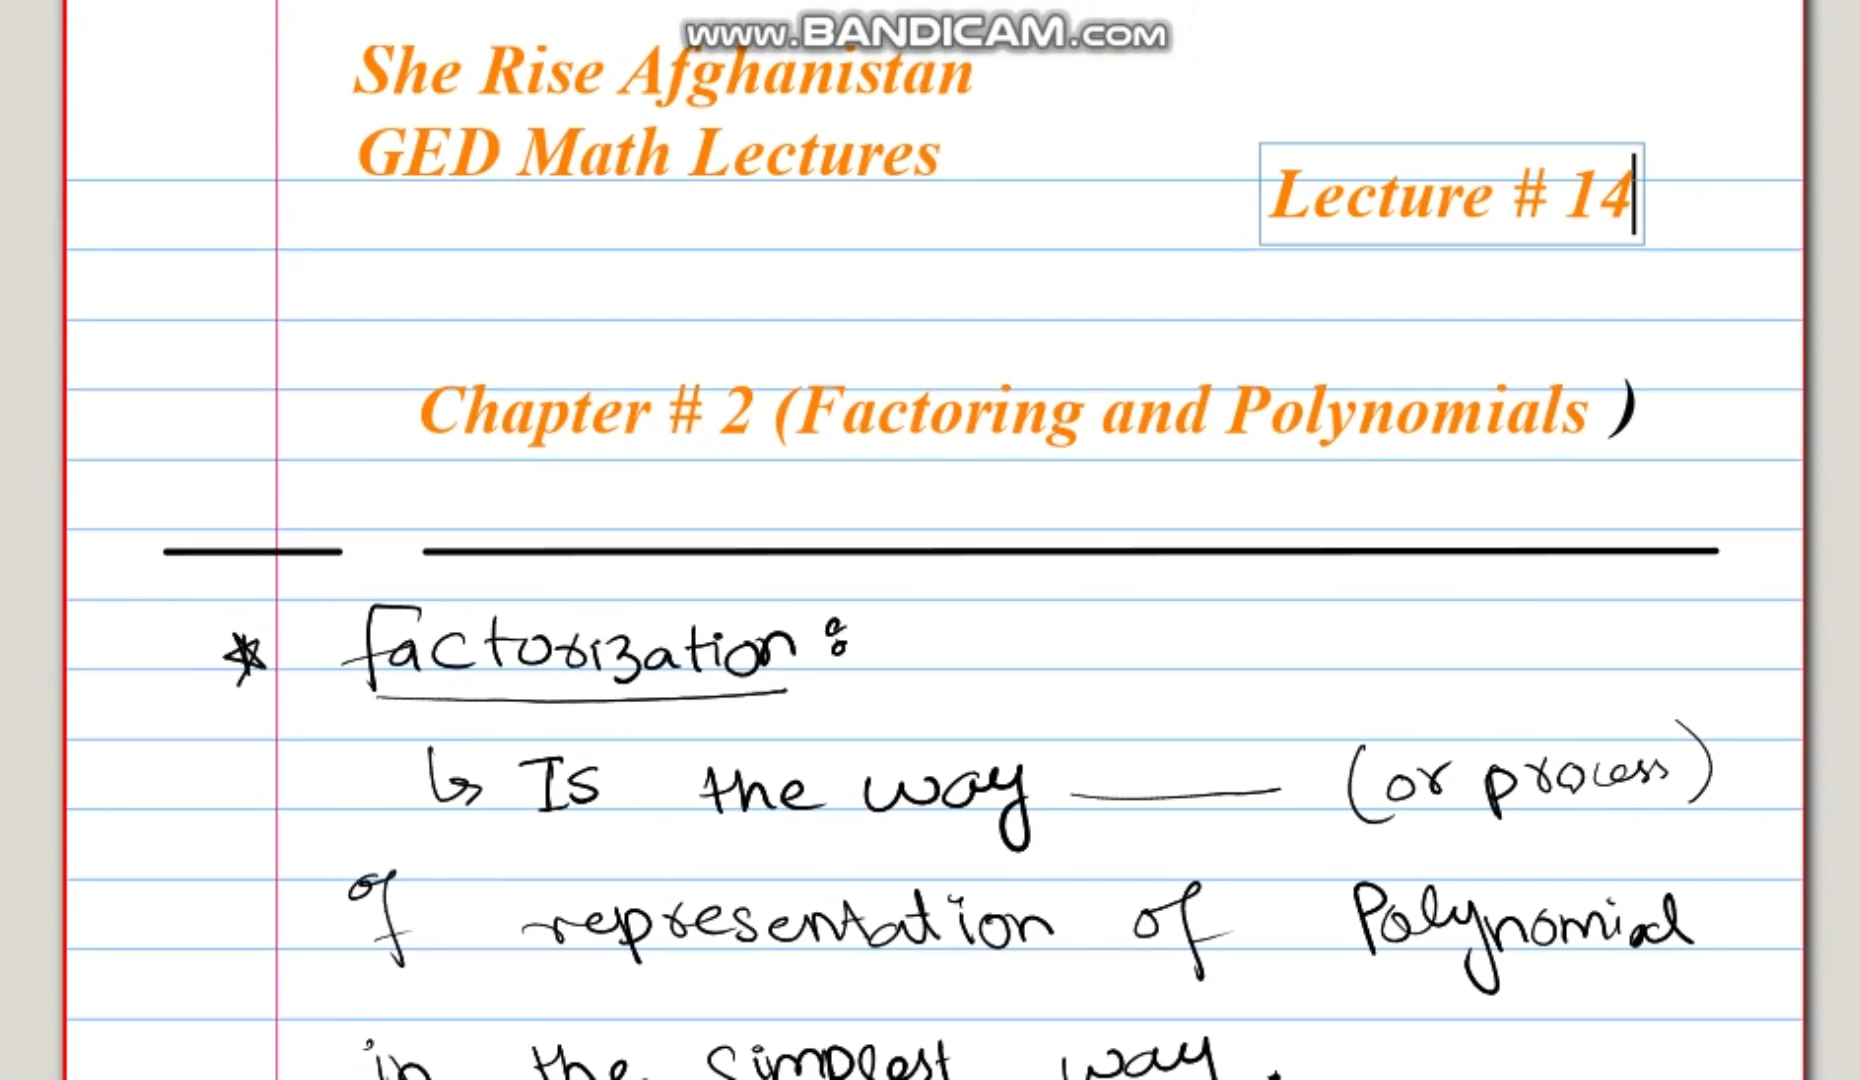 www.BANDICAM.com
She Rise Afghanistan
GED Math Lectures
Lecture # 14
Chapter # 2 (Factoring and Polynomials )
* factorization:
↳ Is the way —— (or process)
of representation of Polynomial
in the simplest way.